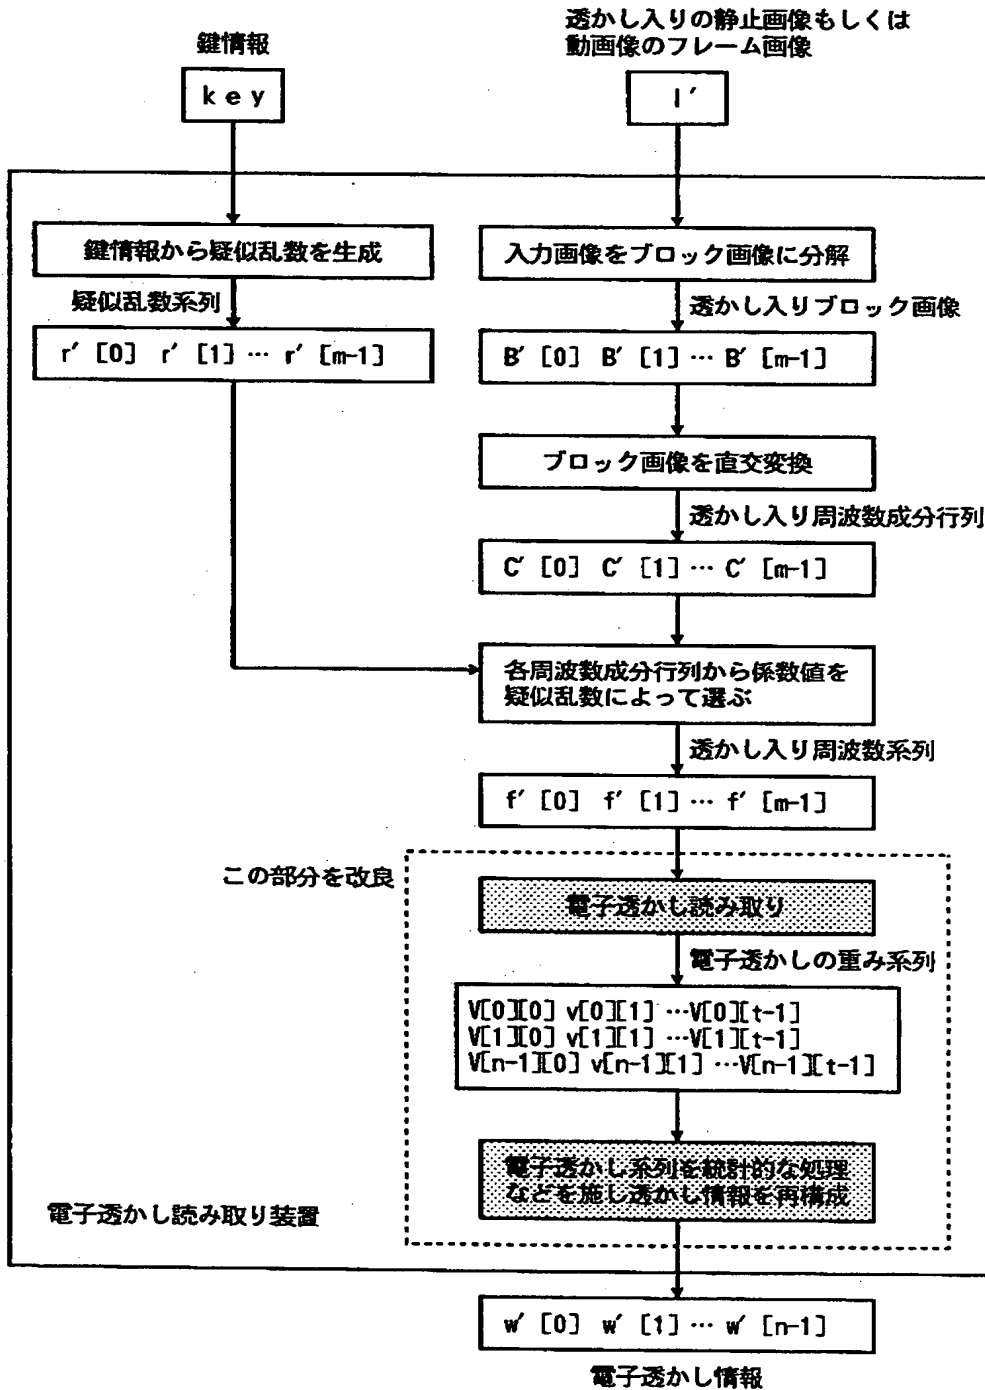 鍵情報
key
透かし入りの静止画像もしくは
動画像のフレーム画像
I′
鍵情報から疑似乱数を生成
疑似乱数系列
r′ [0] r′ [1] … r′ [m-1]
入力画像をブロック画像に分解
透かし入りブロック画像
B′ [0] B′ [1] … B′ [m-1]
ブロック画像を直交変換
透かし入り周波数成分行列
C′ [0] C′ [1] … C′ [m-1]
各周波数成分行列から係数値を
疑似乱数によって選ぶ
透かし入り周波数系列
f′ [0] f′ [1] … f′ [m-1]
この部分を改良
電子透かし読み取り
電子透かしの重み系列
V[0][0] v[0][1] …V[0][t-1]
V[1][0] v[1][1] …V[1][t-1]
V[n-1][0] v[n-1][1] …V[n-1][t-1]
電子透かし系列を統計的な処理
などを施し透かし情報を再構成
電子透かし読み取り装置
w′ [0] w′ [1] … w′ [n-1]
電子透かし情報